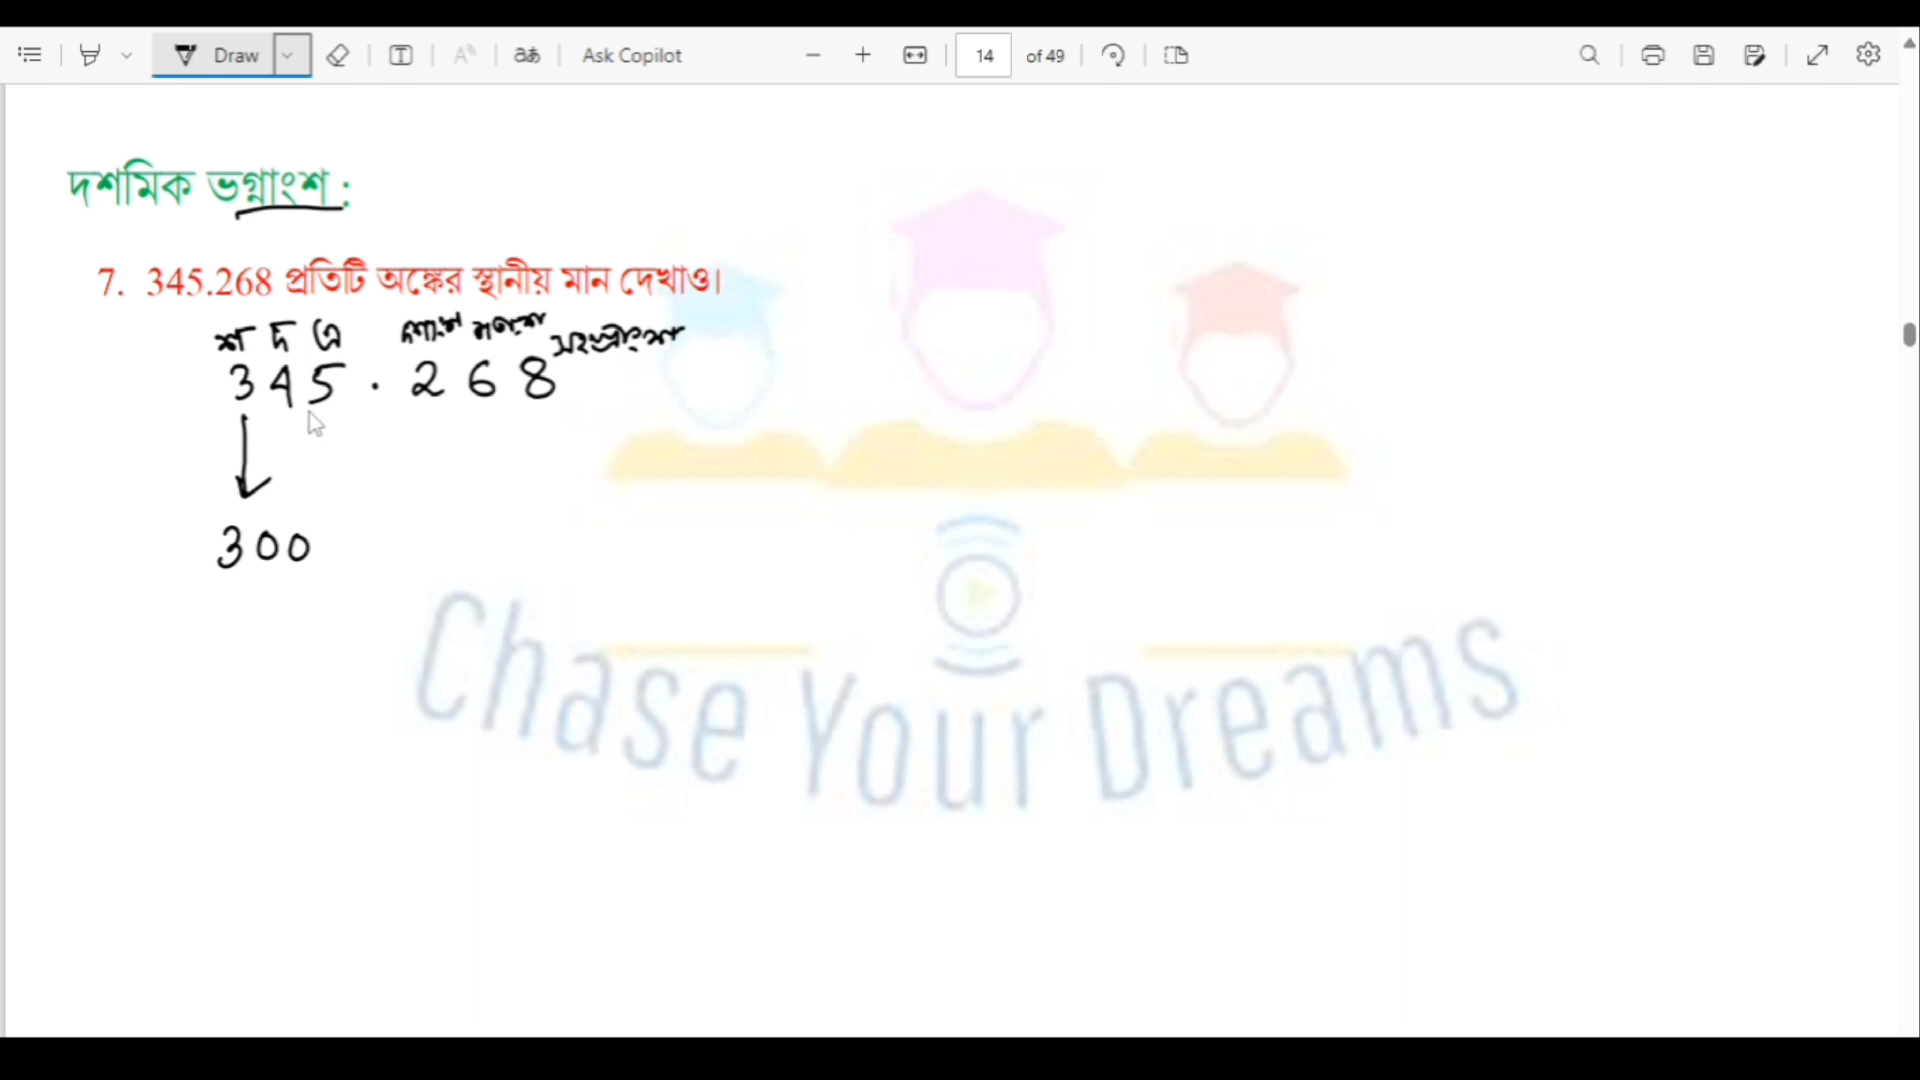 Draw Ask Copilot 14 of 49
দশমিক ভগ্নাংশ :
7. 345.268 প্রতিটি অঙ্কের স্থানীয় মান দেখাও।
শ দ এ দশাংশ শতাংশ সহস্রাংশ
345.268
300
Chase Your Dreams